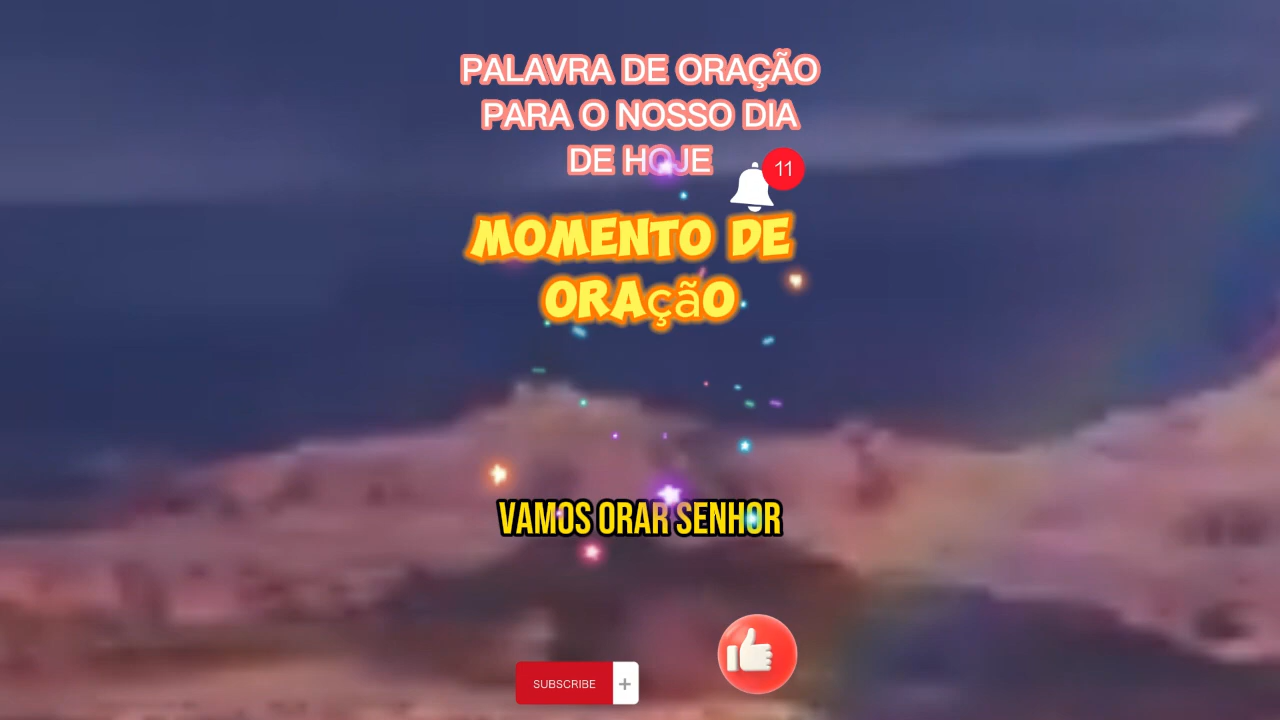 PALAVRA DE ORAÇÃO
PARA O NOSSO DIA
DE HOJE
11
MOMENTO DE
ORAçãO
VAMOS ORAR SENHOR
SUBSCRIBE +